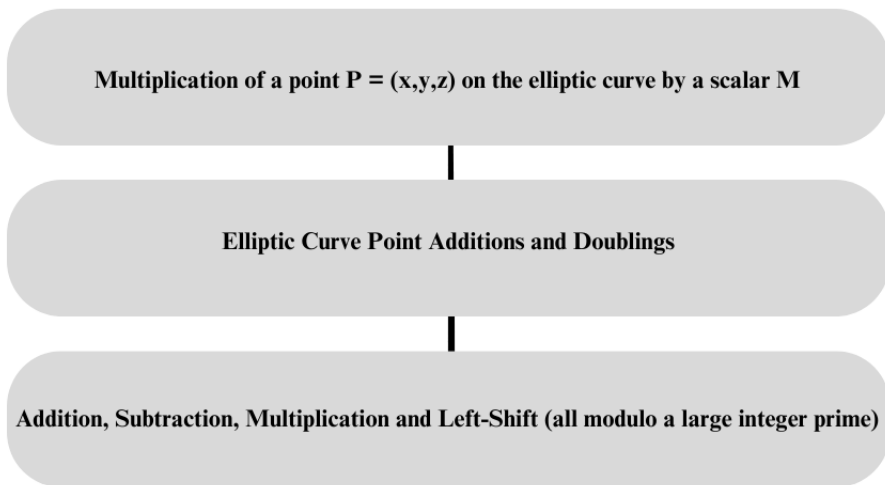 Multiplication of a point P = (x,y,z) on the elliptic curve by a scalar M
Elliptic Curve Point Additions and Doublings
Addition, Subtraction, Multiplication and Left-Shift (all modulo a large integer prime)